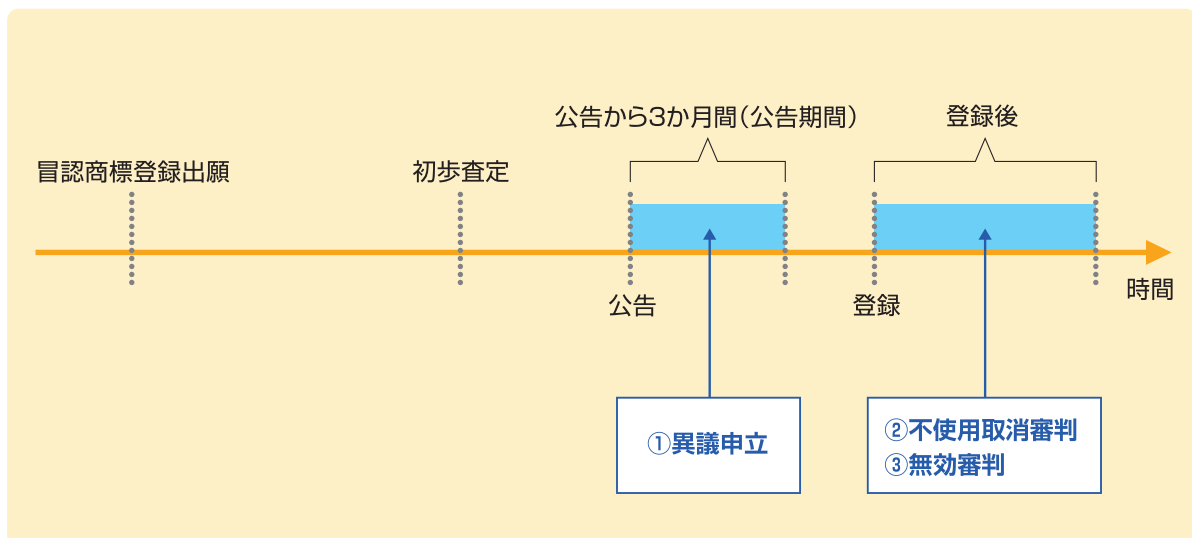 公告から3か月間（公告期間）
登録後
冒認商標登録出願
初歩査定
時間
公告
登録
①異議申立
②不使用取消審判
③無効審判